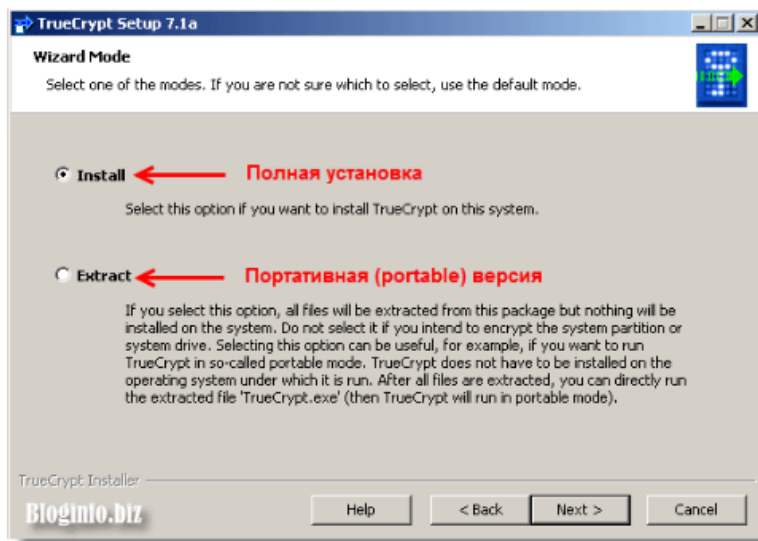 TrueCrypt Setup 7.1a
Wizard Mode
Select one of the modes. If you are not sure which to select, use the default mode.
Install Полная установка
Select this option if you want to install TrueCrypt on this system.
Extract Портативная (portable) версия
If you select this option, all files will be extracted from this package but nothing will be
installed on the system. Do not select it if you intend to encrypt the system partition or
system drive. Selecting this option can be useful, for example, if you want to run
TrueCrypt in so-called portable mode. TrueCrypt does not have to be installed on the
operating system under which it is run. After all files are extracted, you can directly run
the extracted file 'TrueCrypt.exe' (then TrueCrypt will run in portable mode).
TrueCrypt Installer
Bloginfo.biz Help < Back Next > Cancel